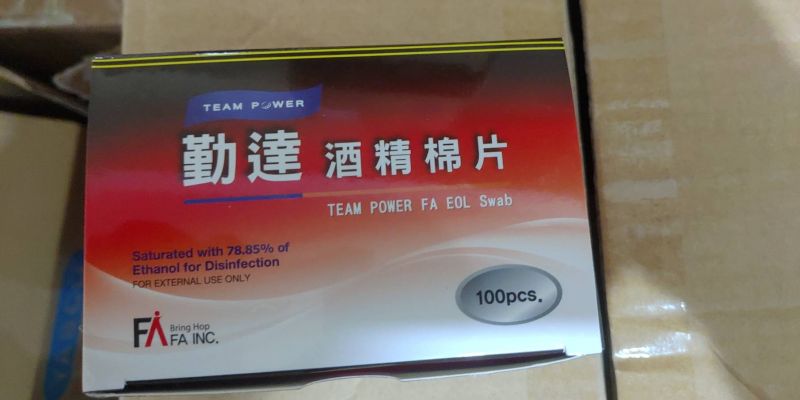 TEAM POWER
勤達 酒精棉片
TEAM POWER FA EOL Swab
Saturated with 78.85% of
Ethanol for Disinfection
FOR EXTERNAL USE ONLY
100pcs.
FA
Bring Hop
FA INC.